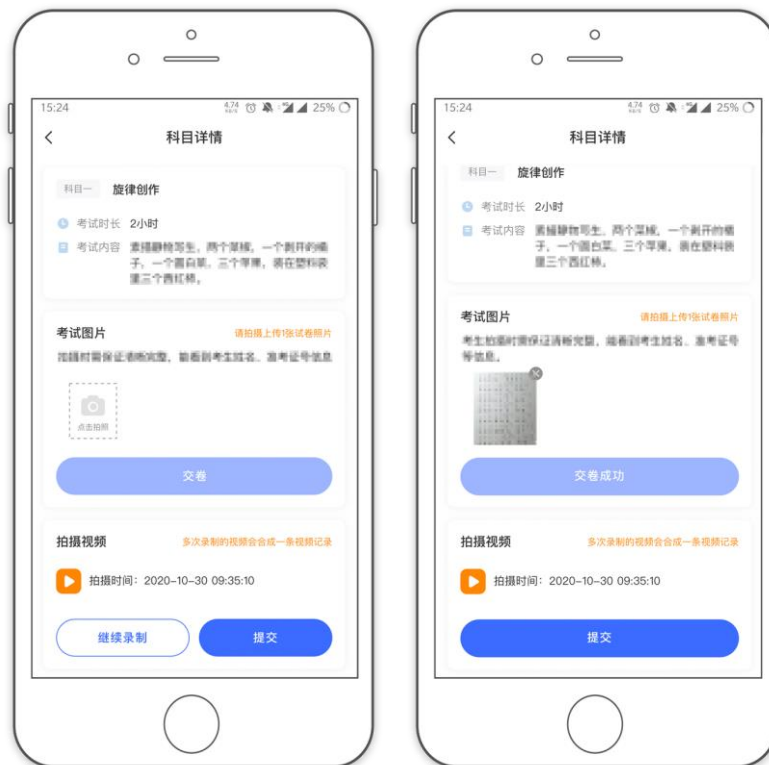 15:24
4.74
KB/S
4G
25%
科目详情
科目一 旋律创作
考试时长 2小时
考试内容 素描静物写生，两个菜椒，一个剥开的橘
子，一个圆白菜，三个苹果，装在塑料袋
里三个西红柿。
考试图片 请拍摄上传1张试卷照片
拍摄时需保证清晰完整，能看到考生姓名、准考证号信息
点击拍照
交卷
拍摄视频 多次录制的视频会合成一条视频记录
拍摄时间：2020-10-30 09:35:10
继续录制 提交
15:24
4.74
KB/S
4G
25%
科目详情
科目一 旋律创作
考试时长 2小时
考试内容 素描静物写生，两个菜椒，一个剥开的橘
子，一个圆白菜，三个苹果，装在塑料袋
里三个西红柿。
考试图片 请拍摄上传1张试卷照片
考生拍摄时需保证清晰完整，能看到考生姓名、准考证号
等信息。
交卷成功
拍摄视频 多次录制的视频会合成一条视频记录
拍摄时间：2020-10-30 09:35:10
提交